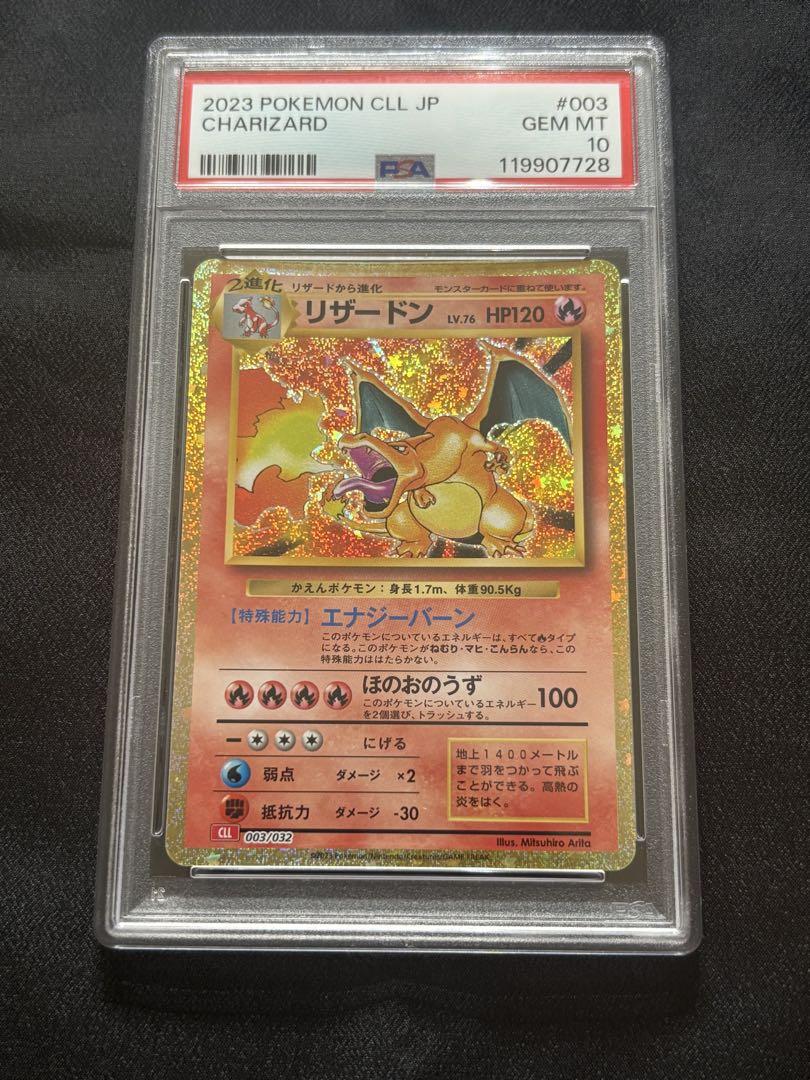 2023 POKEMON CLL JP #003
CHARIZARD GEM MT
10
PSA 119907728
2進化 リザードから進化 モンスターカードに重ねて使います。
リザードン LV.76 HP120
かえんポケモン:身長1.7m、体重90.5Kg
【特殊能力】エナジーバーン
このポケモンについているエネルギーは、すべて🔥タイプ
になる。このポケモンがねむり・マヒ・こんらんなら、この
特殊能力ははたらかない。
ほのおのうず 100
このポケモンについているエネルギー
を2個選び、トラッシュする。
にげる
弱点 ダメージ ×2
抵抗力 ダメージ -30
地上1400メートル
まで羽をつかって飛ぶ
ことができる。高熱の
炎をはく。
CLL 003/032
Illus. Mitsuhiro Arita
©2023 Pokémon/Nintendo/Creatures/GAME FREAK.